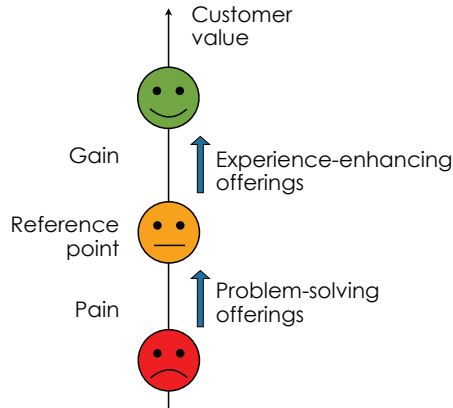 Customer
value
Gain
Experience-enhancing
offerings
Reference
point
Problem-solving
offerings
Pain